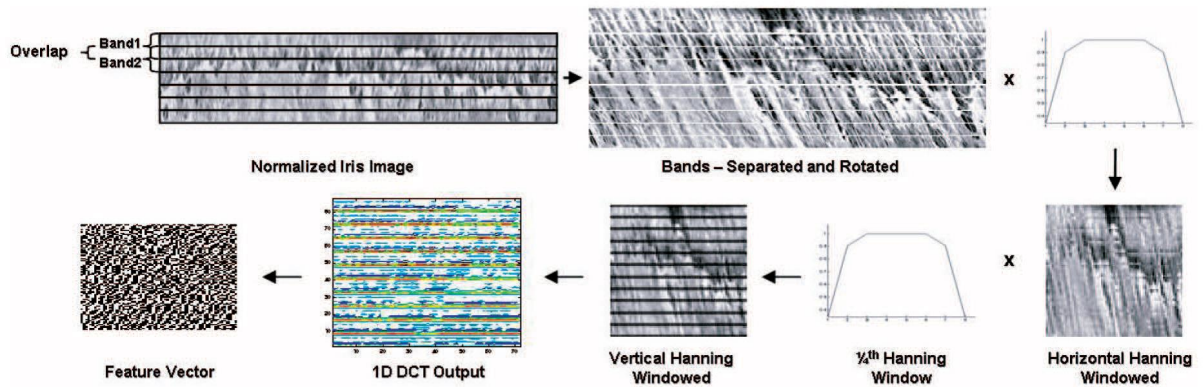 Overlap
Band1
Band2
x
Normalized Iris Image
Bands – Separated and Rotated
x
Feature Vector
1D DCT Output
Vertical Hanning
Windowed
¼th Hanning
Window
Horizontal Hanning
Windowed